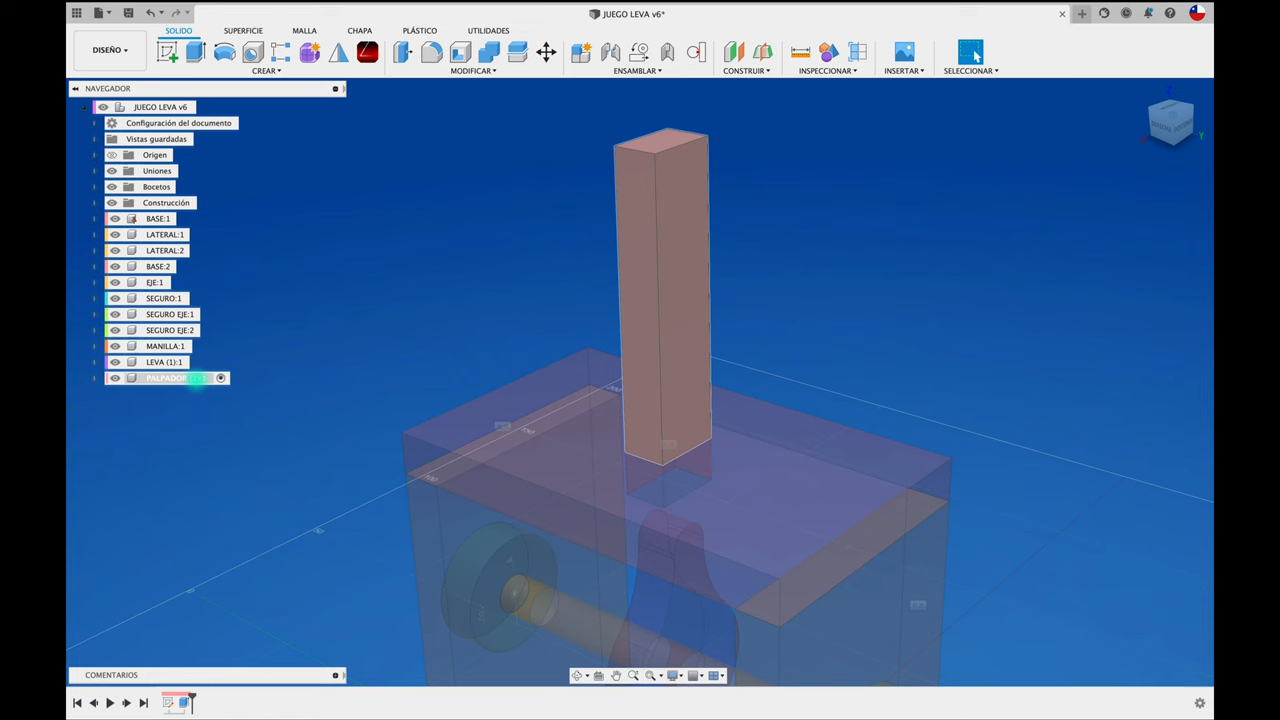 JUEGO LEVA v6*
DISEÑO
SOLIDO SUPERFICIE MALLA CHAPA PLÁSTICO UTILIDADES
CREAR MODIFICAR ENSAMBLAR CONSTRUIR INSPECCIONAR INSERTAR SELECCIONAR
NAVEGADOR
JUEGO LEVA v6
Configuración del documento
Vistas guardadas
Origen
Uniones
Bocetos
Construcción
BASE:1
LATERAL:1
LATERAL:2
BASE:2
EJE:1
SEGURO:1
SEGURO EJE:1
SEGURO EJE:2
MANILLA:1
LEVA (1):1
PALPADOR
DERECHA POSTERIOR
Z
Y
COMENTARIOS